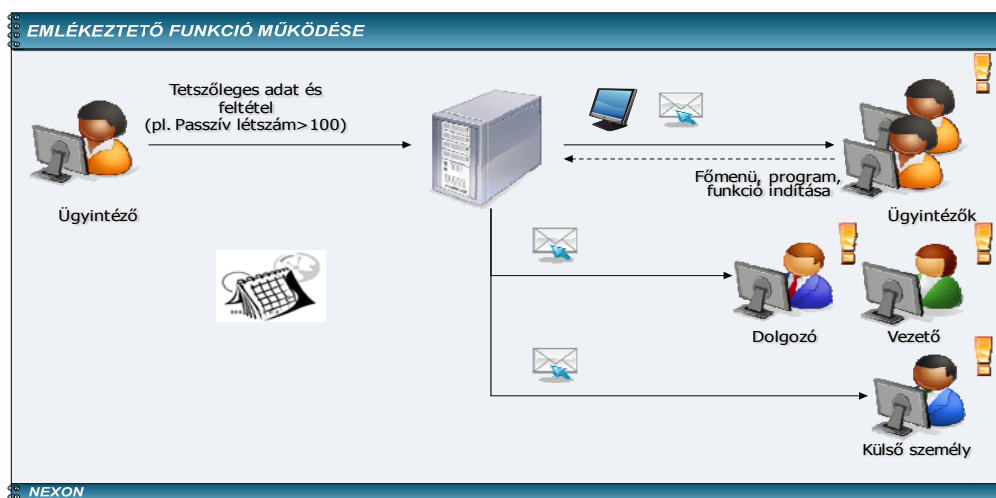 EMLÉKEZTETŐ FUNKCIÓ MŰKÖDÉSE
Tetszőleges adat és
feltétel
(pl. Passzív létszám>100)
Főmenü, program,
funkció indítása
Ügyintéző
Ügyintézők
Dolgozó
Vezető
Külső személy
NEXON